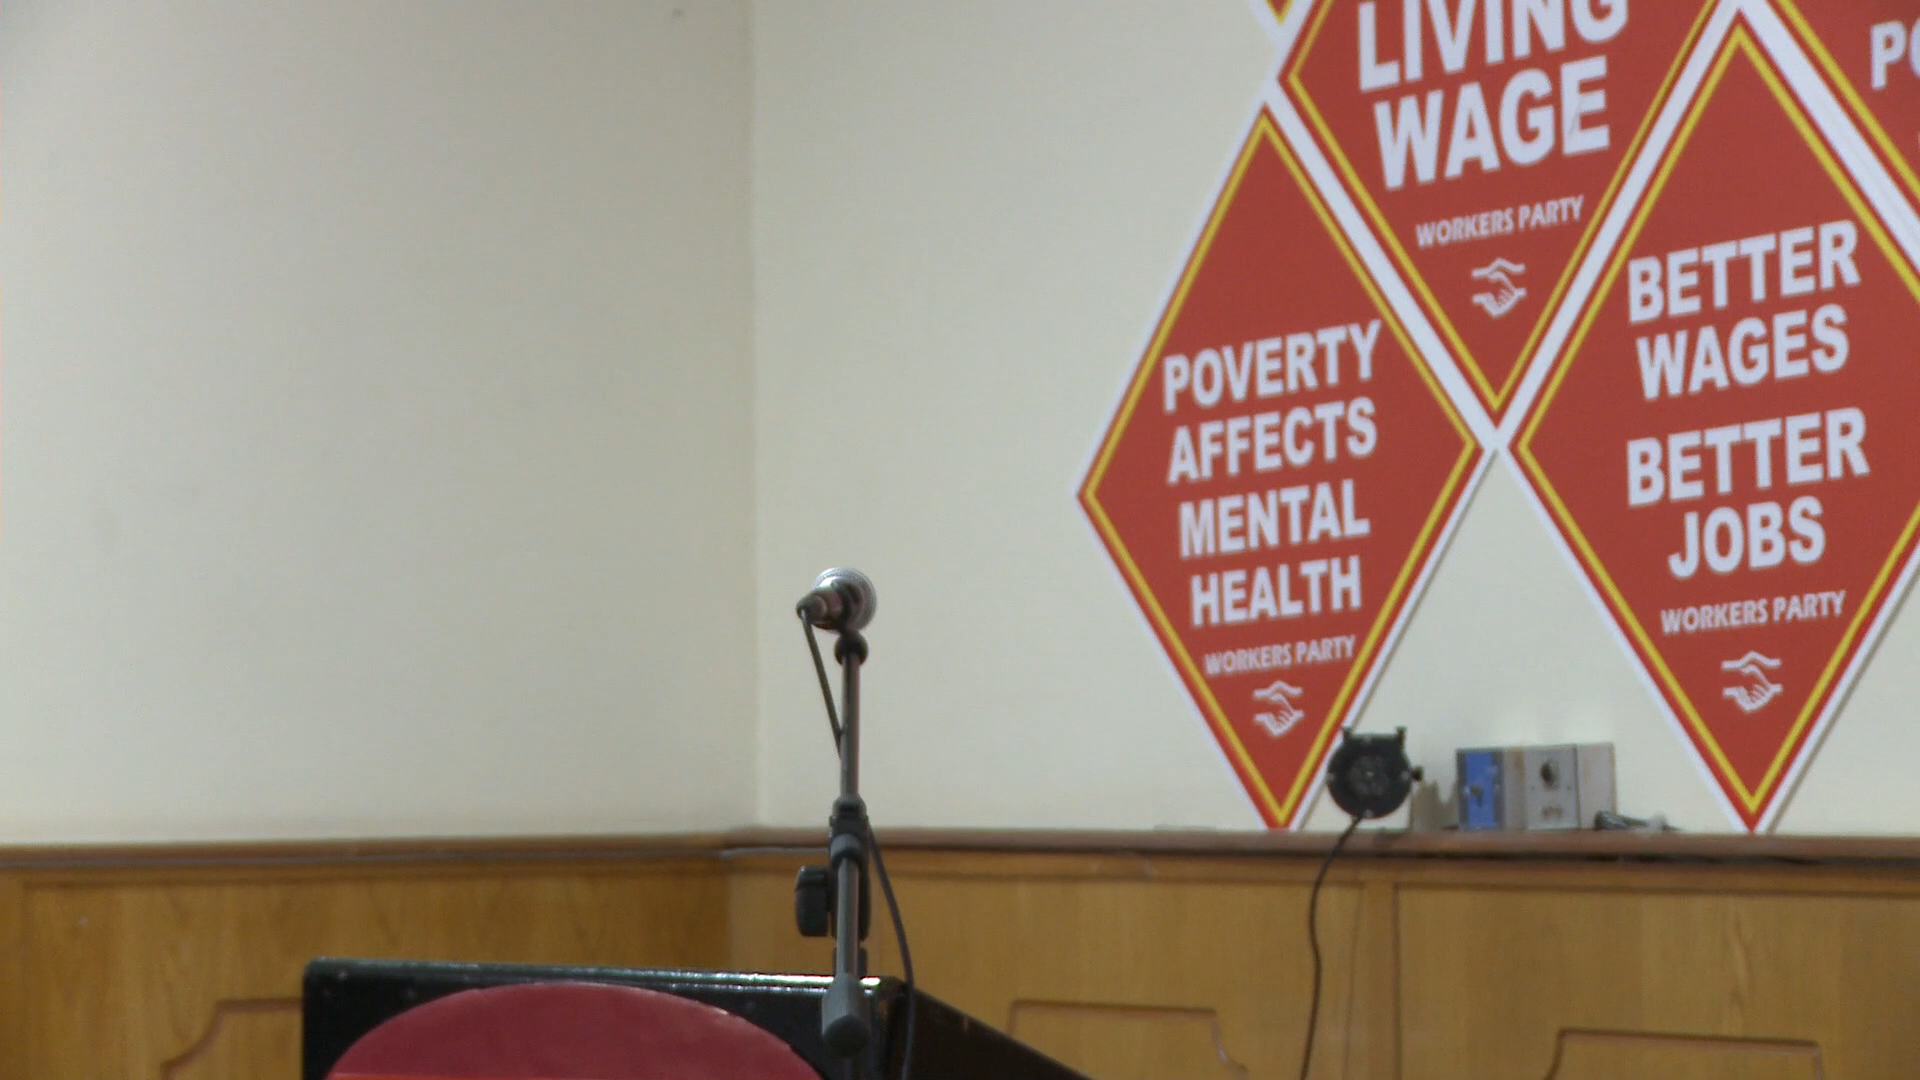 LIVING
WAGE
WORKERS PARTY
POVERTY
AFFECTS
MENTAL
HEALTH
WORKERS PARTY
BETTER
WAGES
BETTER
JOBS
WORKERS PARTY